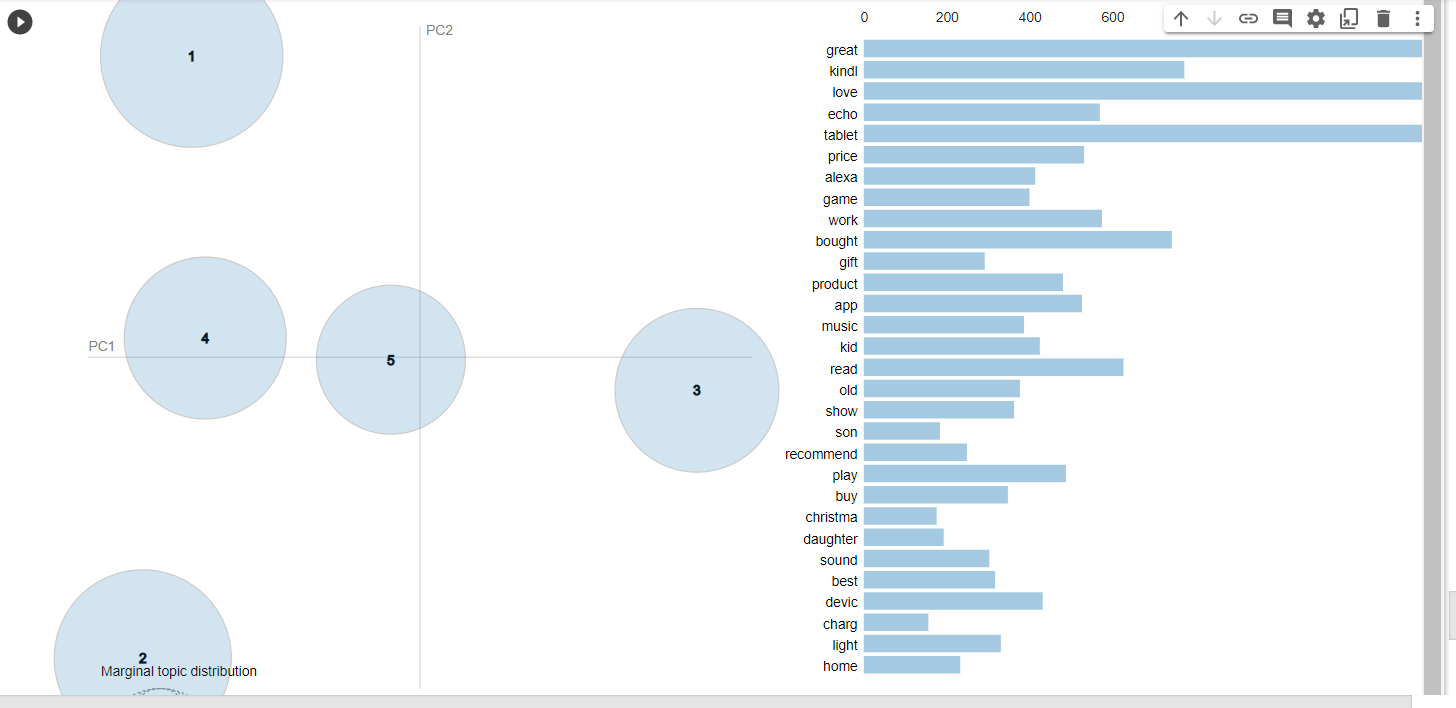 PC2
1
4
PC1
5
3
2
Marginal topic distribution
0 200 400 600
great
kindl
love
echo
tablet
price
alexa
game
work
bought
gift
product
app
music
kid
read
old
show
son
recommend
play
buy
christma
daughter
sound
best
devic
charg
light
home